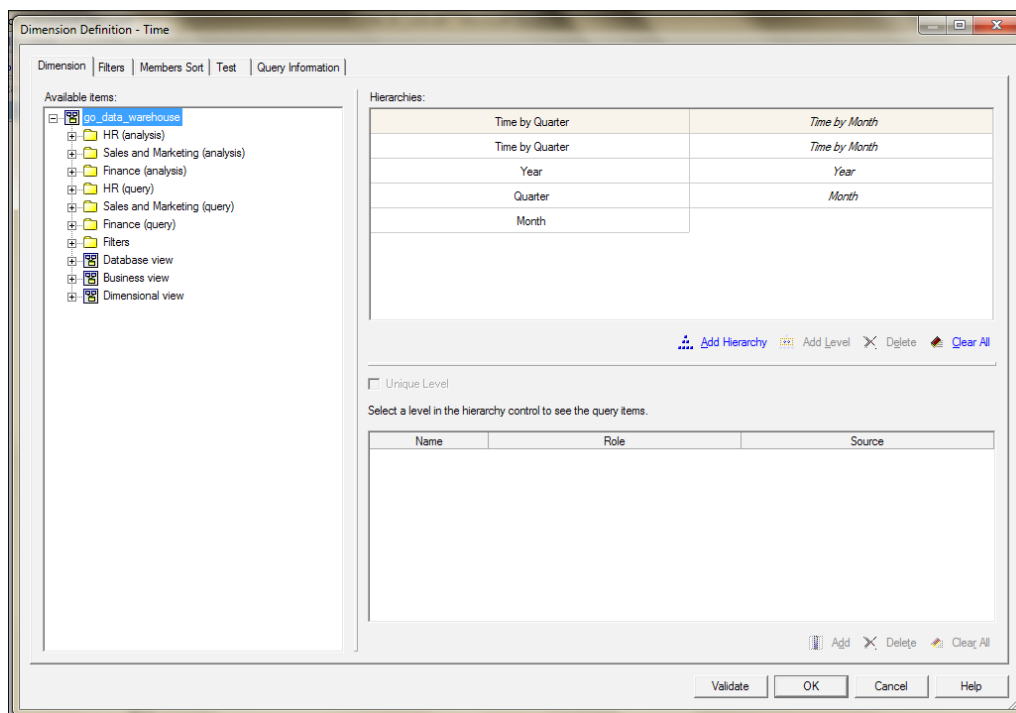 Dimension Definition - Time
Dimension Filters Members Sort Test Query Information
Available items:
go_data_warehouse
HR (analysis)
Sales and Marketing (analysis)
Finance (analysis)
HR (query)
Sales and Marketing (query)
Finance (query)
Filters
Database view
Business view
Dimensional view
Hierarchies:
Time by Quarter Time by Month
Time by Quarter Time by Month
Year Year
Quarter Month
Month
Add Hierarchy Add Level Delete Clear All
Unique Level
Select a level in the hierarchy control to see the query items.
Name Role Source
Add Delete Clear All
Validate OK Cancel Help